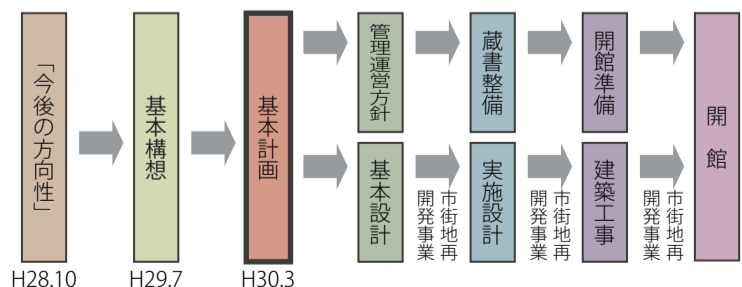 「今後の方向性」
H28.10
基本構想
H29.7
基本計画
H30.3
管理運営方針
蔵書整備
開館準備
基本設計
市街地再
開発事業
実施設計
市街地再
開発事業
建築工事
市街地再
開発事業
開館